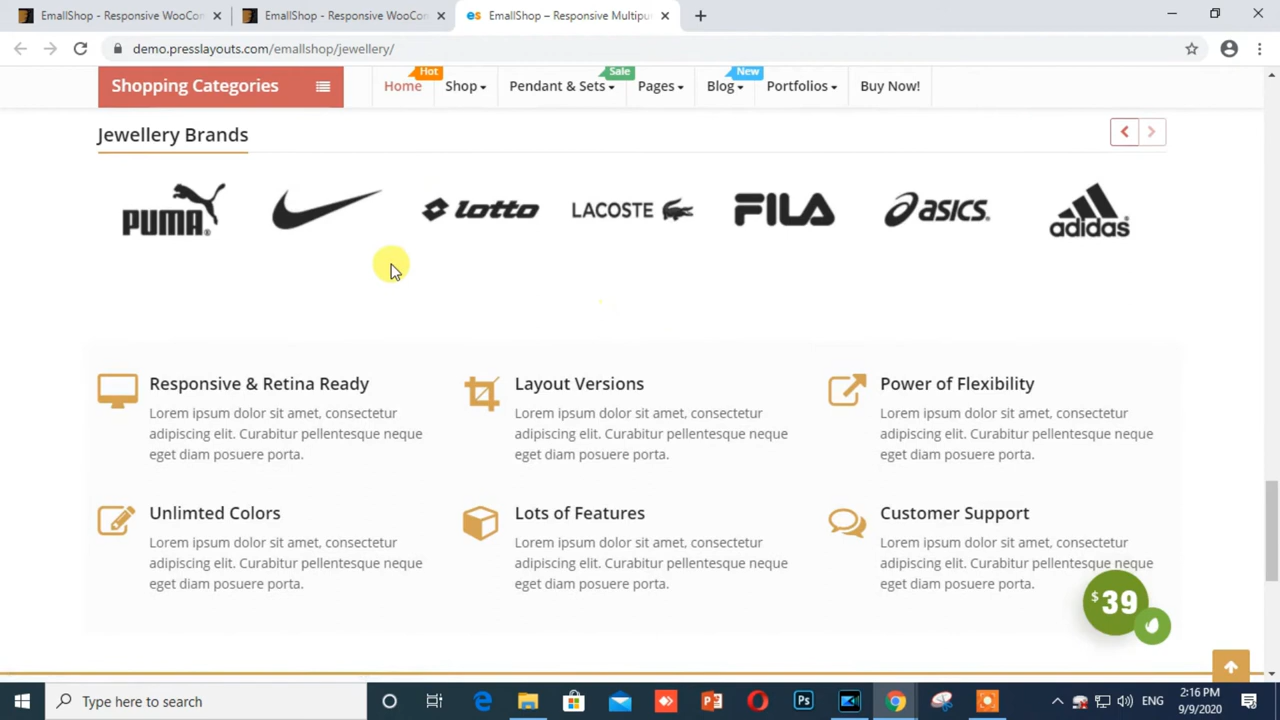 EmallShop - Responsive WooCom
EmallShop - Responsive WooCom
es EmallShop – Responsive Multipu
demo.presslayouts.com/emallshop/jewellery/
Hot
Sale
New
Shopping Categories
Home
Shop
Pendant & Sets
Pages
Blog
Portfolios
Buy Now!
Jewellery Brands
PUMA
lotto
LACOSTE
FILA
asics
adidas
Responsive & Retina Ready
Lorem ipsum dolor sit amet, consectetur
adipiscing elit. Curabitur pellentesque neque
eget diam posuere porta.
Layout Versions
Lorem ipsum dolor sit amet, consectetur
adipiscing elit. Curabitur pellentesque neque
eget diam posuere porta.
Power of Flexibility
Lorem ipsum dolor sit amet, consectetur
adipiscing elit. Curabitur pellentesque neque
eget diam posuere porta.
Unlimted Colors
Lorem ipsum dolor sit amet, consectetur
adipiscing elit. Curabitur pellentesque neque
eget diam posuere porta.
Lots of Features
Lorem ipsum dolor sit amet, consectetur
adipiscing elit. Curabitur pellentesque neque
eget diam posuere porta.
Customer Support
Lorem ipsum dolor sit amet, consectetur
adipiscing elit. Curabitur pellentesque neque
eget diam posuere porta.
$39
Type here to search
Ps
ENG
2:16 PM
9/9/2020